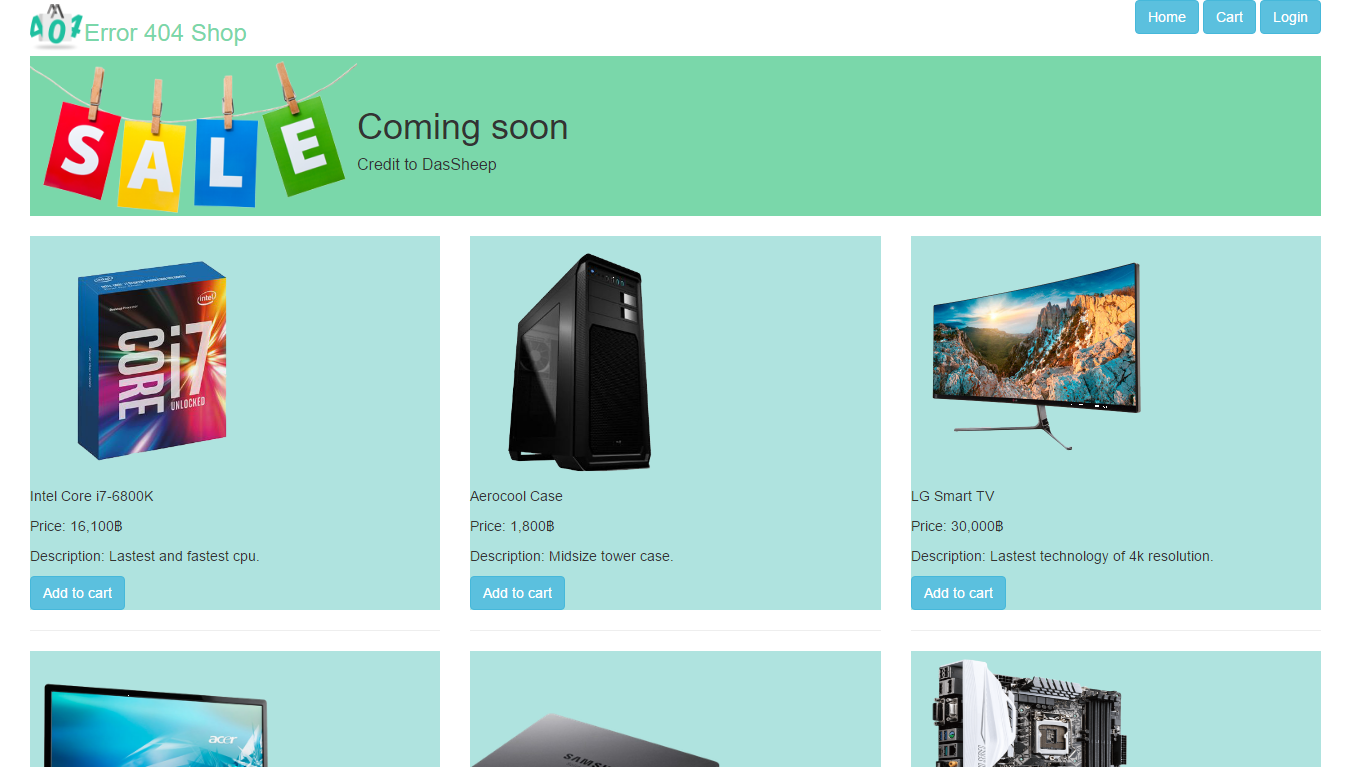 401
Error 404 Shop
Home
Cart
Login
SALE
Coming soon
Credit to DasSheep
intel
CORE i7
UNLOCKED
Intel Core i7-6800K
Price: 16,100฿
Description: Lastest and fastest cpu.
Add to cart
Aerocool Case
Price: 1,800฿
Description: Midsize tower case.
Add to cart
LG Smart TV
Price: 30,000฿
Description: Lastest technology of 4k resolution.
Add to cart
acer
SAMSUNG